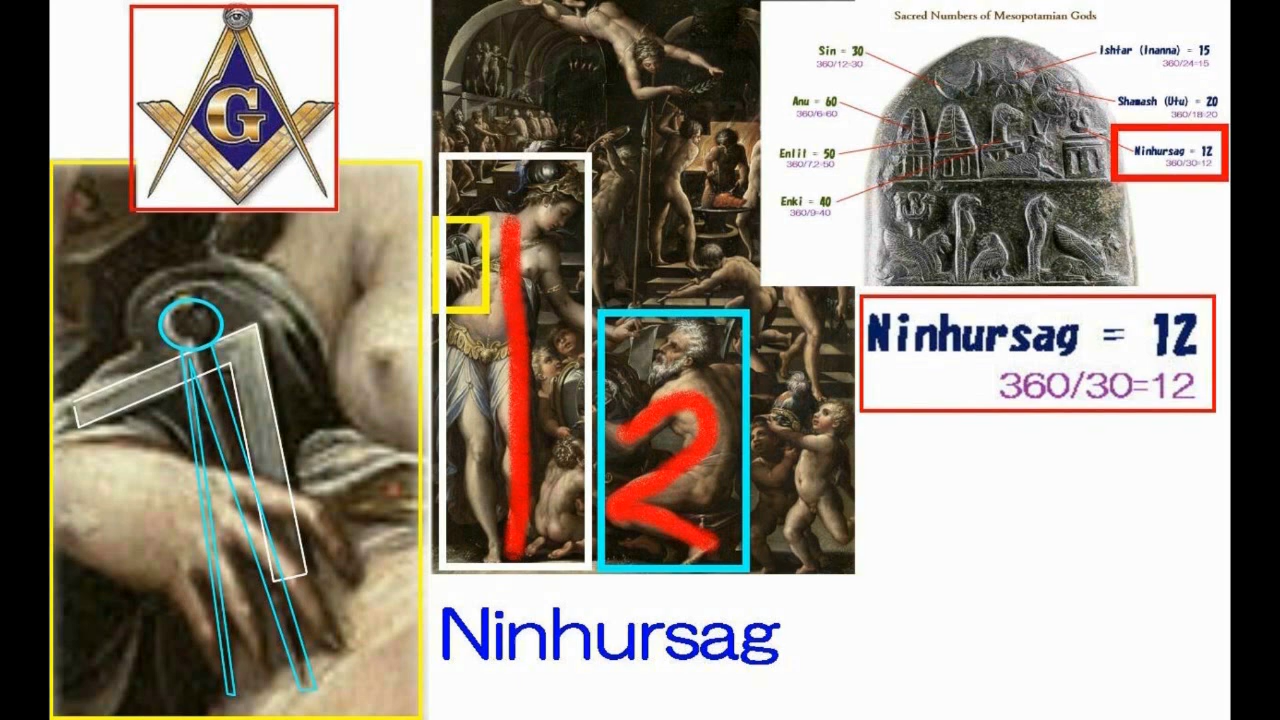 G
Sacred Numbers of Mesopotamian Gods
Sin = 30
360/12=30
Ishtar (Inanna) = 15
360/24=15
Anu = 60
360/6=60
Shamash (Utu) = 20
360/18=20
Enlil = 50
360/7,2=50
Ninhursag = 12
360/30=12
Enki = 40
360/9=40
12
Ninhursag = 12
360/30=12
Ninhursag